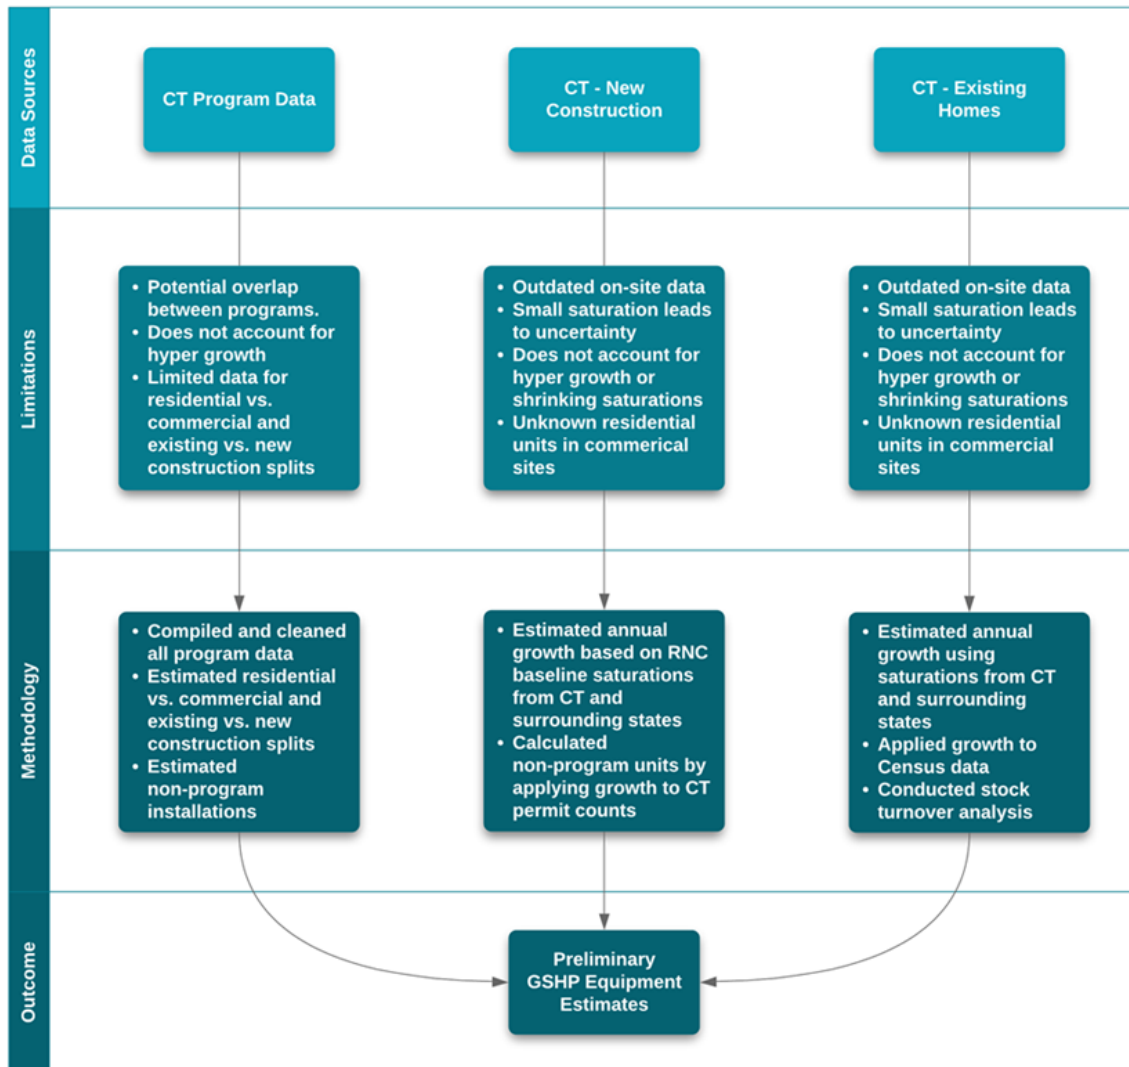 Data Sources
CT Program Data
CT - New
Construction
CT - Existing
Homes
Limitations
• Potential overlap
between programs.
• Does not account for
hyper growth
• Limited data for
residential vs.
commercial and
existing vs. new
construction splits
• Outdated on-site data
• Small saturation leads
to uncertainty
• Does not account for
hyper growth or
shrinking saturations
• Unknown residential
units in commerical
sites
• Outdated on-site data
• Small saturation leads
to uncertainty
• Does not account for
hyper growth or
shrinking saturations
• Unknown residential
units in commercial
sites
Methodology
• Compiled and cleaned
all program data
• Estimated residential
vs. commercial and
existing vs. new
construction splits
• Estimated
non-program
installations
• Estimated annual
growth based on RNC
baseline saturations
from CT and
surrounding states
• Calculated
non-program units by
applying growth to CT
permit counts
• Estimated annual
growth using
saturations from CT
and surrounding
states
• Applied growth to
Census data
• Conducted stock
turnover analysis
Outcome
Preliminary
GSHP Equipment
Estimates